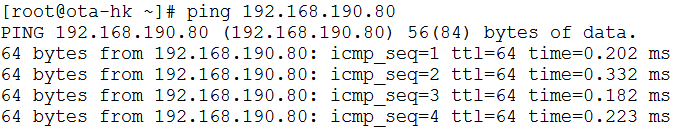 [root@ota-hk ~]# ping 192.168.190.80
PING 192.168.190.80 (192.168.190.80) 56(84) bytes of data.
64 bytes from 192.168.190.80: icmp_seq=1 ttl=64 time=0.202 ms
64 bytes from 192.168.190.80: icmp_seq=2 ttl=64 time=0.332 ms
64 bytes from 192.168.190.80: icmp_seq=3 ttl=64 time=0.182 ms
64 bytes from 192.168.190.80: icmp_seq=4 ttl=64 time=0.223 ms